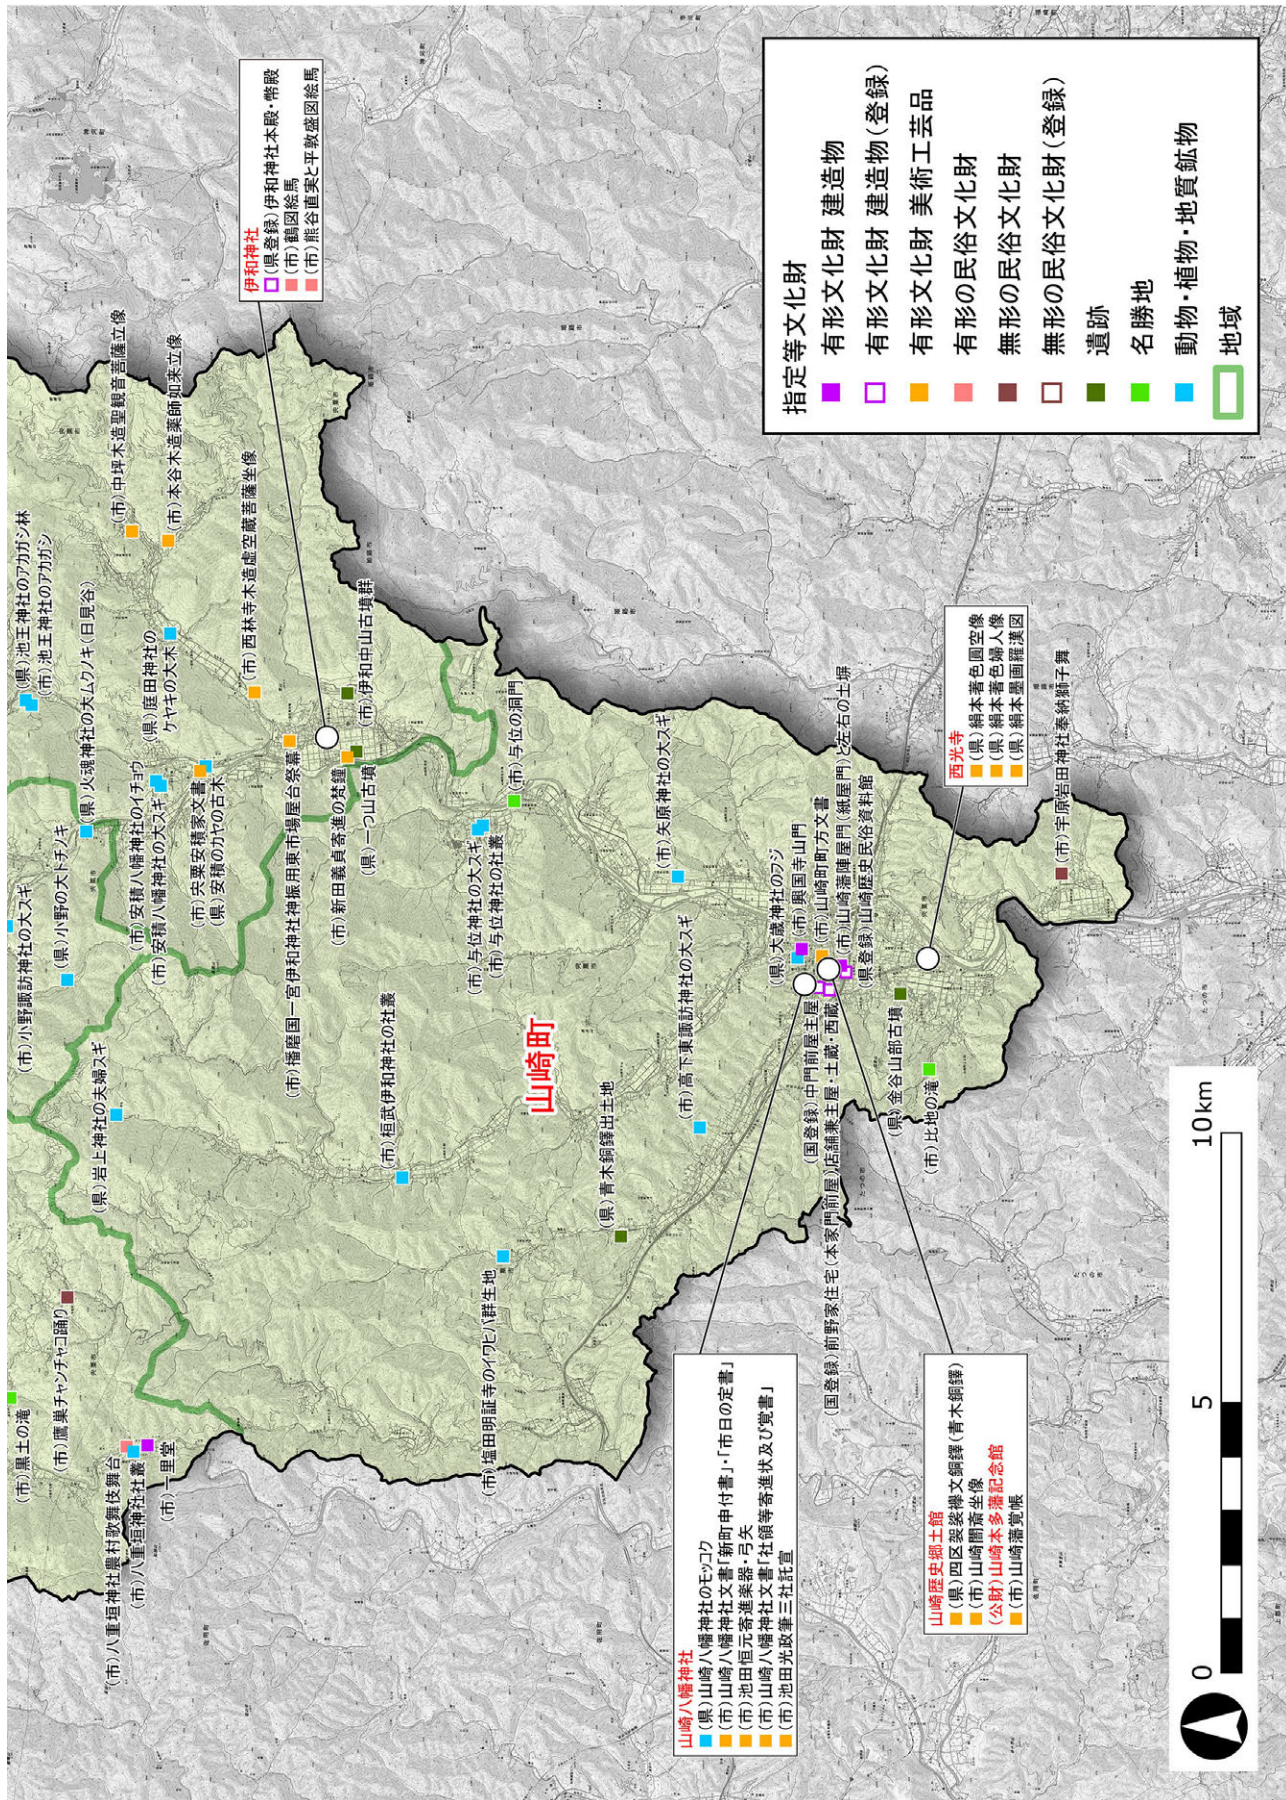 指定等文化財
有形文化財 建造物
有形文化財 建造物(登録)
有形文化財 美術工芸品
有形の民俗文化財
無形の民俗文化財
無形の民俗文化財(登録)
遺跡
名勝地
動物・植物・地質鉱物
地域
伊和神社
(県登録)伊和神社本殿・幣殿
(市)鶴図絵馬
(市)熊谷直実と平敦盛図絵馬
(県)池王神社のアカガシ林
(市)池王神社のアカガシ
(市)中坪木造聖観音菩薩立像
(市)本谷木造薬師如来立像
(県)庭田神社の
ケヤキの大木
(市)西林寺木造虚空蔵菩薩坐像
(市)伊和中山古墳群
(市)小野諏訪神社の大スギ
(県)小野の大トチノキ
(県)火魂神社の大ムクノキ(日見谷)
(市)安積八幡神社のイチョウ
(市)安積八幡神社の大スギ
(市)宍粟安積家文書
(県)安積のカヤの古木
(市)播磨国一宮伊和神社神振用東市場屋台祭幕
(市)新田義貞寄進の梵鐘
(県)一つ山古墳
(市)与位の洞門
(市)与位神社の大スギ
(市)与位神社の社叢
(市)矢原神社の大スギ
(県)岩上神社の夫婦スギ
(市)桓武伊和神社の社叢
山崎町
(県)青木銅鐸出土地
(市)高下東諏訪神社の大スギ
(市)塩田明証寺のイワヒバ群生地
(市)黒土の滝
(市)鷹巣チャンチャコ踊り
(市)八重垣神社農村歌舞伎舞台
(市)八重垣神社社叢
(市)一里堂
(県)大歳神社のフジ
(市)興国寺山門
(市)山崎町町方文書
(市)山崎藩陣屋門(紙屋門)と左右の土塀
(県登録)山崎歴史民俗資料館
(国登録)中門前屋主屋
(国登録)前野家住宅(本家門前屋)店舗兼主屋・土蔵・西蔵
(県)金谷山部古墳
(市)比地の滝
西光寺
(県)絹本著色圓空像
(県)絹本著色婦人像
(県)絹本墨画羅漢図
(市)宇原岩田神社奉納獅子舞
山崎八幡神社
(県)山崎八幡神社のモッコク
(市)山崎八幡神社文書「新町申付書」・「市日の定書」
(市)池田恒元寄進楽器・弓矢
(市)山崎八幡神社文書「社領等寄進状及び覚書」
(市)池田光政筆三社託宣
山崎歴史郷土館
(県)四区袈裟襷文銅鐸(青木銅鐸)
(市)山崎闇斎坐像
(公財)山崎本多藩記念館
(市)山崎藩覚帳
0 5 10km